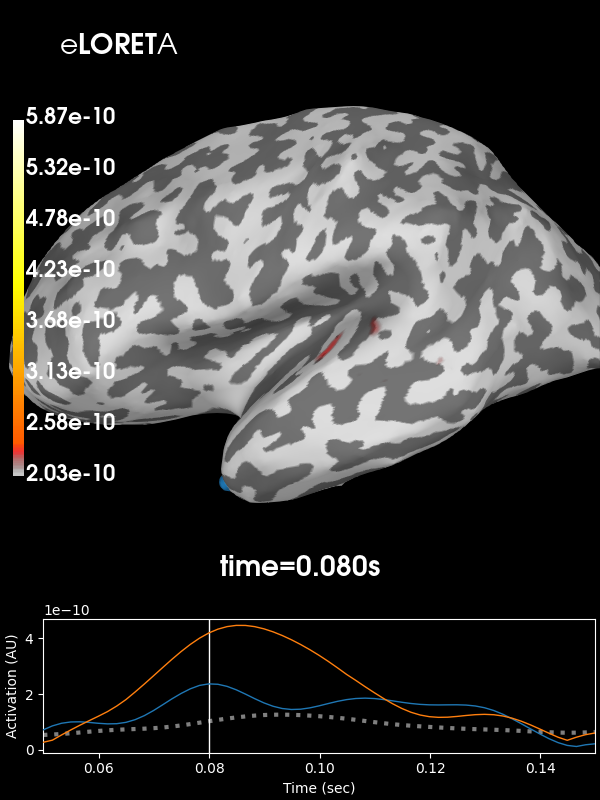 eLORETA
5.87e-10
5.32e-10
4.78e-10
4.23e-10
3.68e-10
3.13e-10
2.58e-10
2.03e-10
time=0.080s
1e−10
4
2
0
Activation (AU)
0.06 0.08 0.10 0.12 0.14
Time (sec)